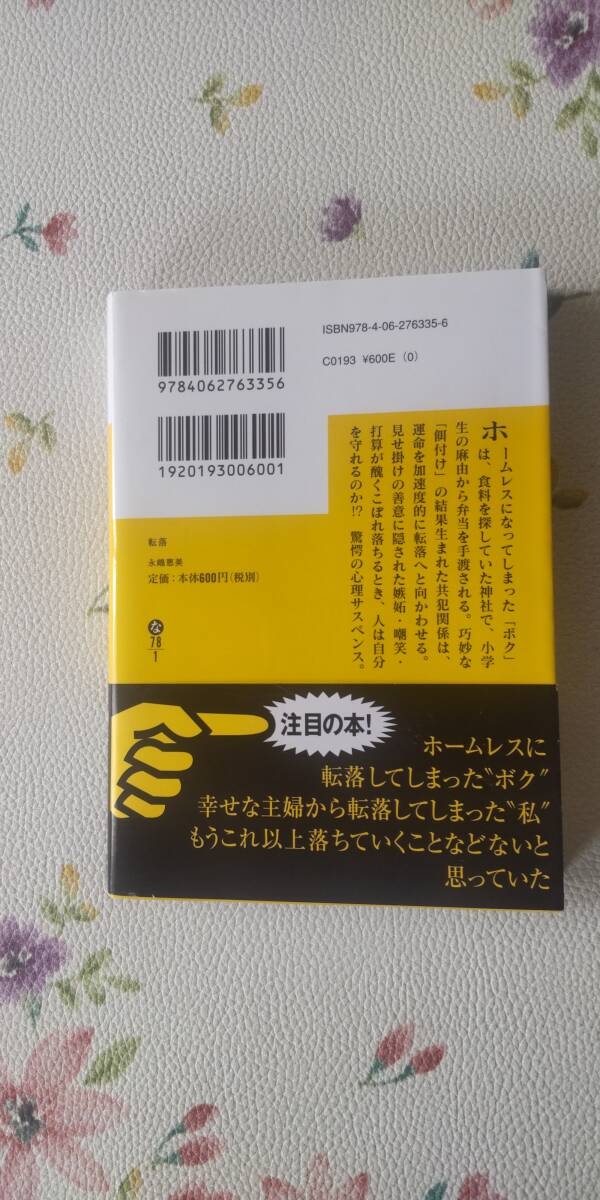 ISBN978-4-06-276335-6
C0193 ¥600E (0)
9784062763356
1920193006001
ホームレスになってしまった「ボク」
は、食料を探していた神社で、小学
生の麻由から弁当を手渡される。巧妙な
「餌付け」の結果生まれた共犯関係は、
運命を加速度的に転落へと向かわせる。
見せ掛けの善意に隠された嫉妬・嘲笑・
打算が醜くこぼれ落ちるとき、人は自分
を守れるのか!? 驚愕の心理サスペンス。
転落
永嶋恵美
定価：本体600円（税別）
な
78
1
注目の本!
ホームレスに
転落してしまった〝ボク〟
幸せな主婦から転落してしまった〝私〟
もうこれ以上落ちていくことなどないと
思っていた